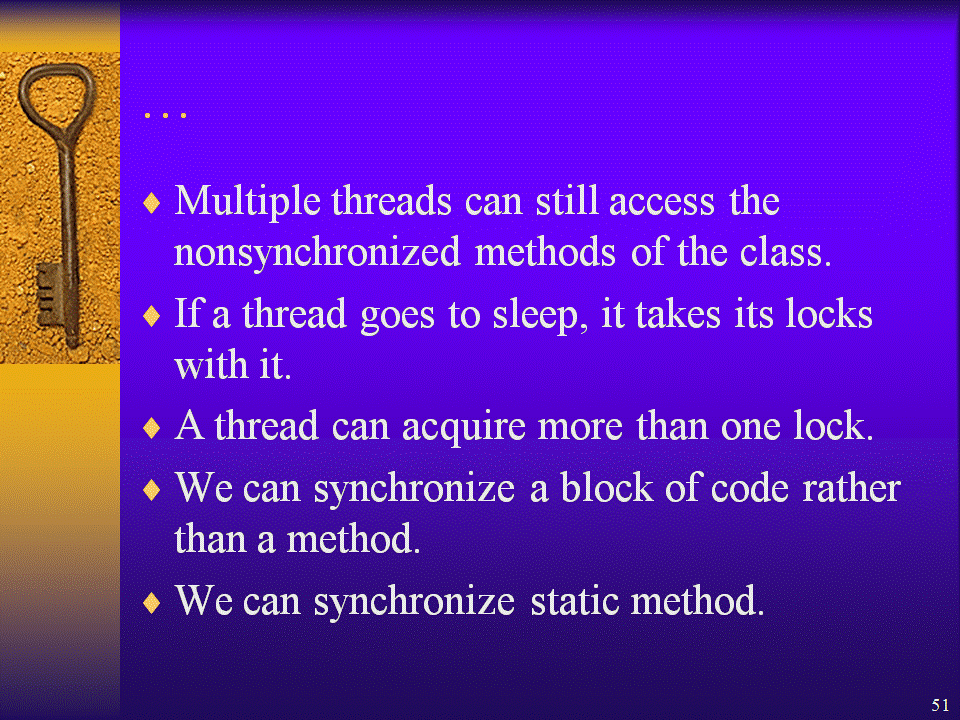 ...
♦ Multiple threads can still access the
nonsynchronized methods of the class.
♦ If a thread goes to sleep, it takes its locks
with it.
♦ A thread can acquire more than one lock.
♦ We can synchronize a block of code rather
than a method.
♦ We can synchronize static method.
51